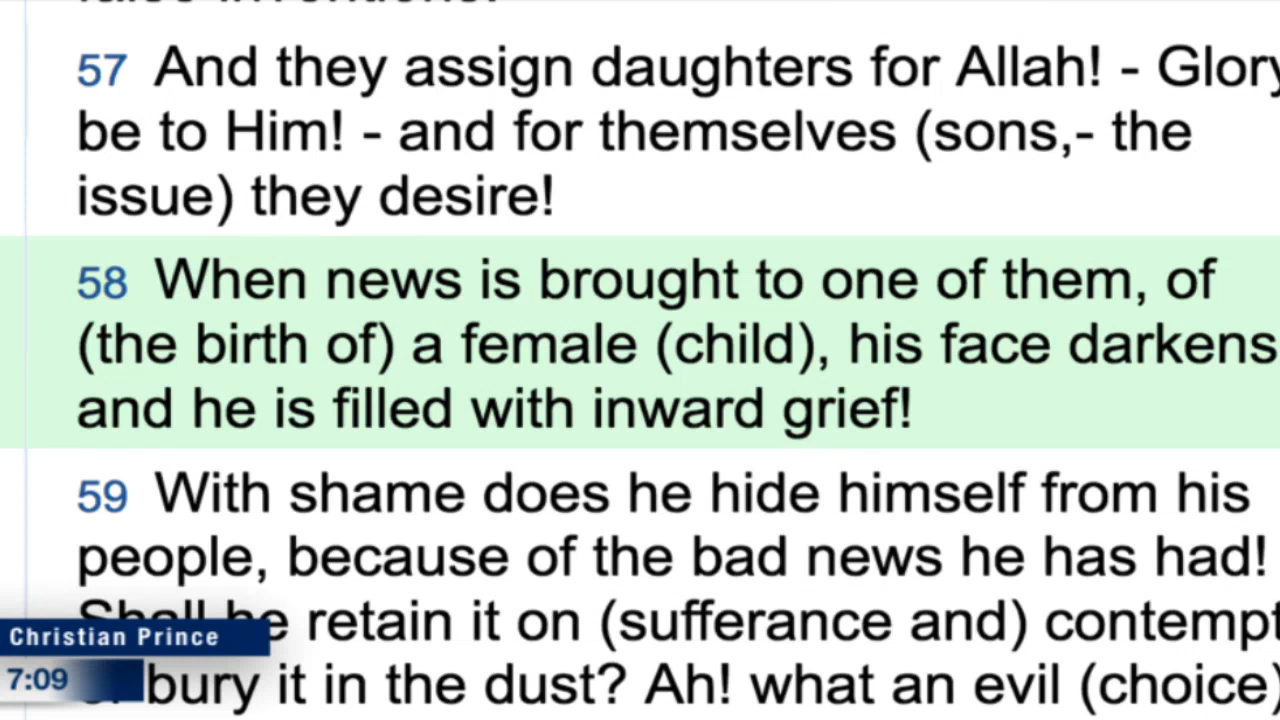 57 And they assign daughters for Allah! - Glory
be to Him! - and for themselves (sons,- the
issue) they desire!
58 When news is brought to one of them, of
(the birth of) a female (child), his face darkens
and he is filled with inward grief!
59 With shame does he hide himself from his
people, because of the bad news he has had!
Shall he retain it on (sufferance and) contempt
bury it in the dust? Ah! what an evil (choice)
Christian Prince
7:09